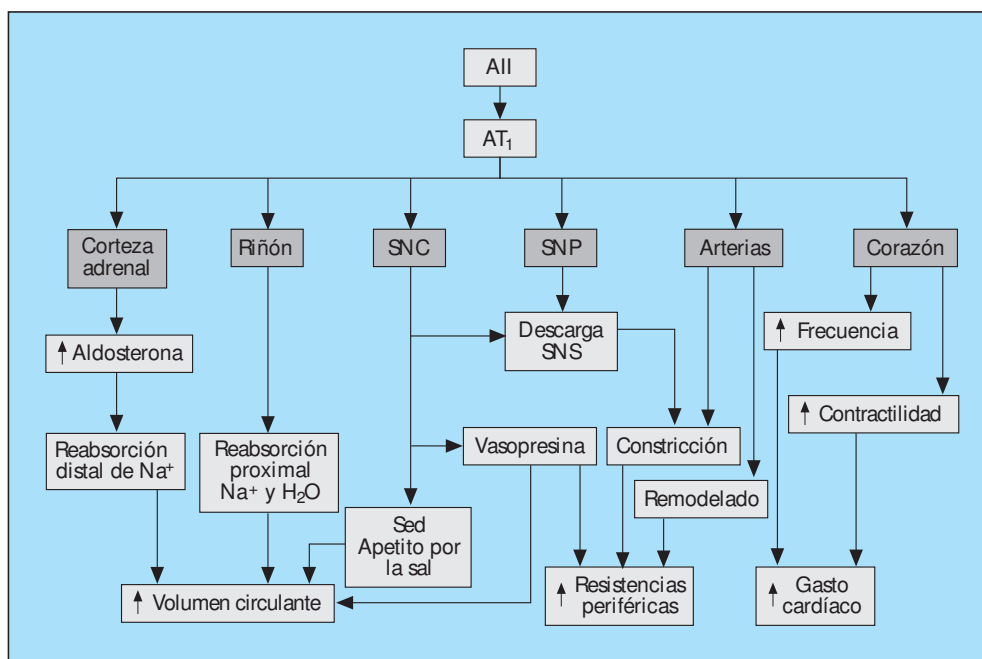 AII
AT₁
Corteza
adrenal
Riñón
SNC
SNP
Arterias
Corazón
↑ Aldosterona
Descarga
SNS
↑ Frecuencia
↑ Contractilidad
Reabsorción
distal de Na⁺
Reabsorción
proximal
Na⁺ y H₂O
Vasopresina
Constricción
Remodelado
Sed
Apetito por
la sal
↑ Volumen circulante
↑ Resistencias
periféricas
↑ Gasto
cardíaco